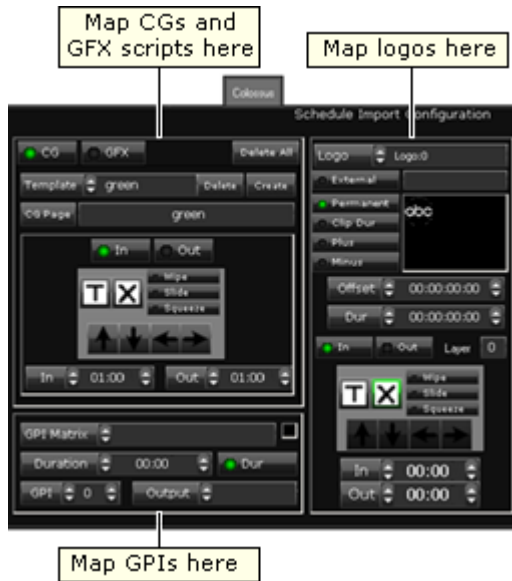 Map CGs and
GFX scripts here
Map logos here
Colossus
Schedule Import Configuration
CG
GFX
Delete All
Template
green
Delete
Create
CG Page
green
In
Out
T
X
Wipe
Slide
Squeeze
In
01:00
Out
01:00
GPI Matrix
Duration
00:00
Dur
GPI
0
Output
Logo
Logo:0
External
Permanent
Clip Dur
Plus
Minus
abc
Offset
00:00:00:00
Dur
00:00:00:00
In
Out
Layer
0
T
X
Wipe
Slide
Squeeze
In
00:00
Out
00:00
Map GPIs here